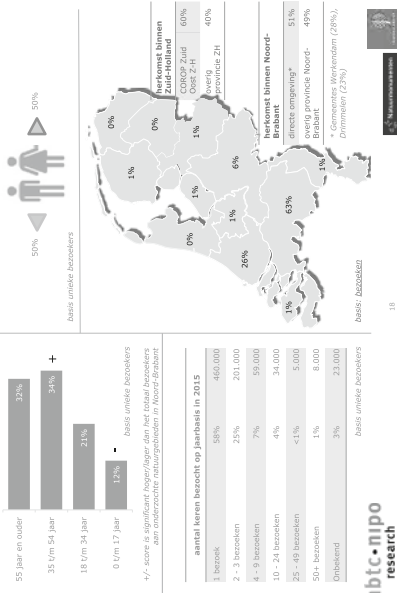 55 jaar en ouder 32%
35 t/m 54 jaar 34% +
18 t/m 34 jaar 21%
0 t/m 17 jaar 12% -
basis unieke bezoekers
+/- score is significant hoger/lager dan het totaal bezoekers
aan onderzochte natuurgebieden in Noord-Brabant
aantal keren bezocht op jaarbasis in 2015
1 bezoek 58% 460.000
2 – 3 bezoeken 25% 201.000
4 - 9 bezoeken 7% 59.000
10 – 24 bezoeken 4% 34.000
25 – 49 bezoeken <1% 5.000
50+ bezoeken 1% 8.000
Onbekend 3% 23.000
basis unieke bezoekers
50% 50%
basis unieke bezoekers
0%
1%
0%
0%
1%
1%
1%
26%
6%
63%
1%
1%
basis: bezoeken
herkomst binnen
Zuid-Holland
COROP Zuid
Oost Z-H 60%
overig
provincie ZH 40%
herkomst binnen Noord-
Brabant
directe omgeving* 51%
overig provincie Noord-
Brabant 49%
* Gemeentes Werkendam (28%),
Drimmelen (23%)
nbtc•nipo
research
18
Natuurmonumenten